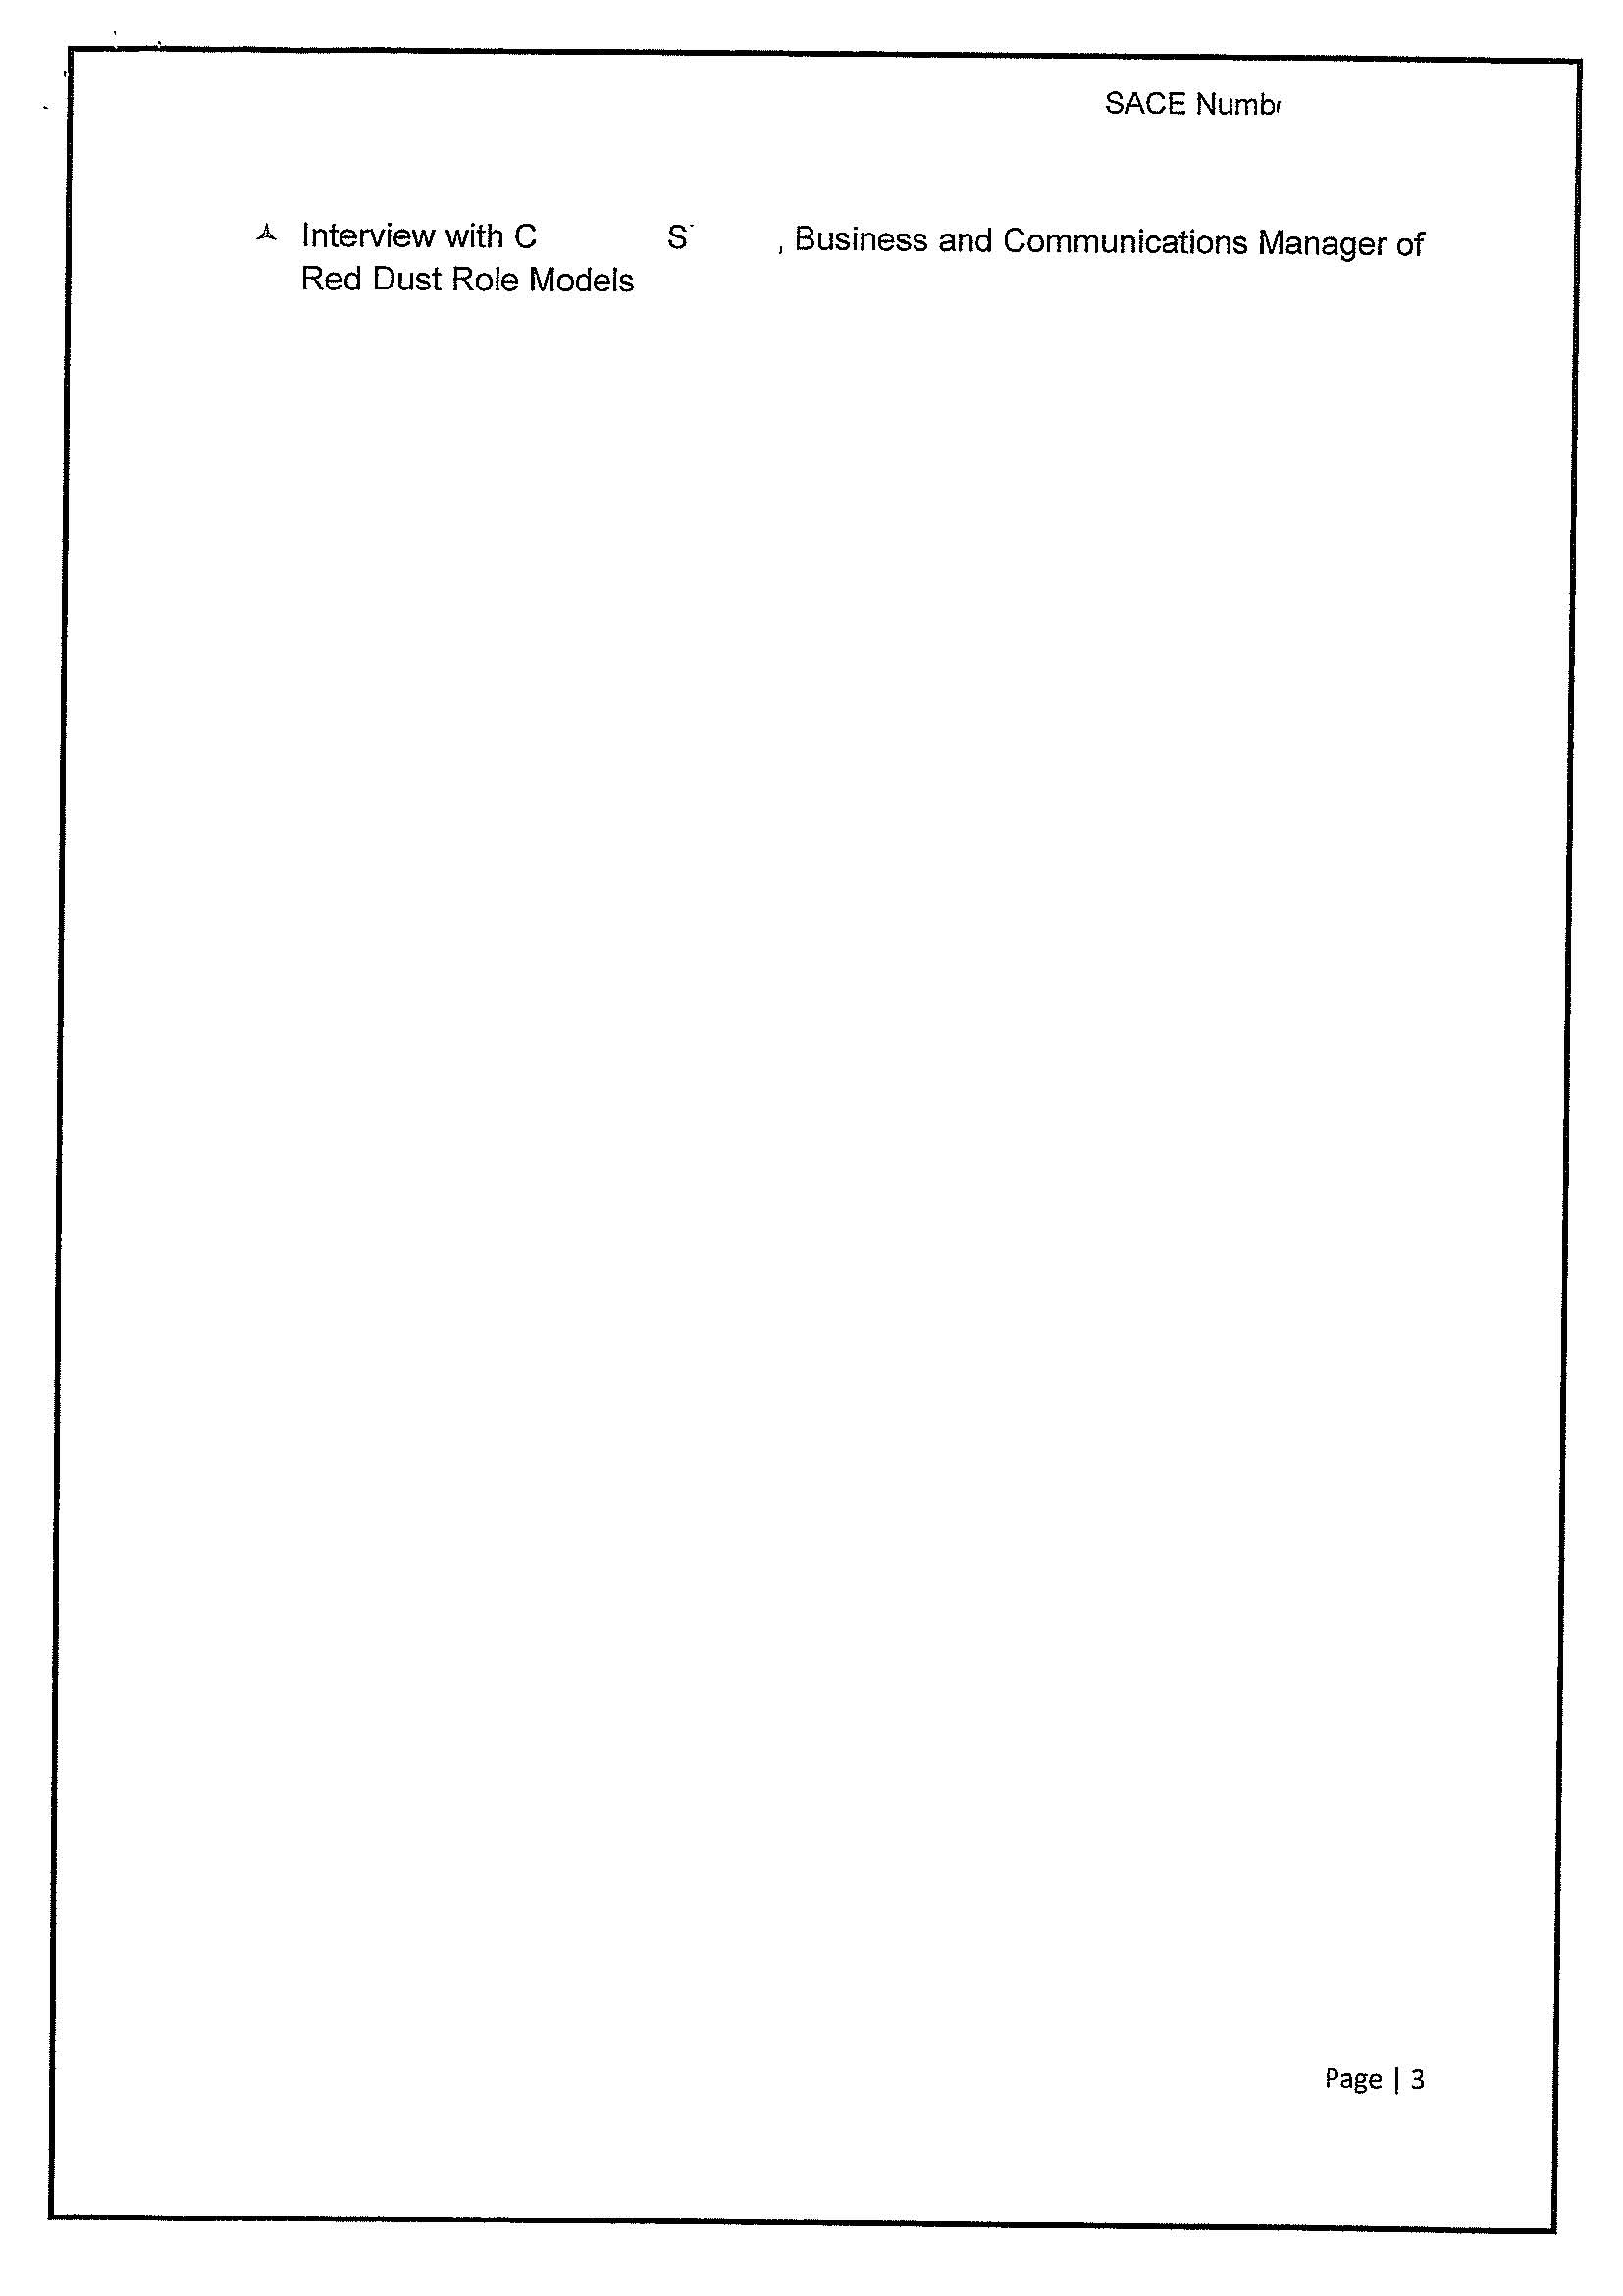 SACE Numb
Interview with C S , Business and Communications Manager of
Red Dust Role Models
Page | 3